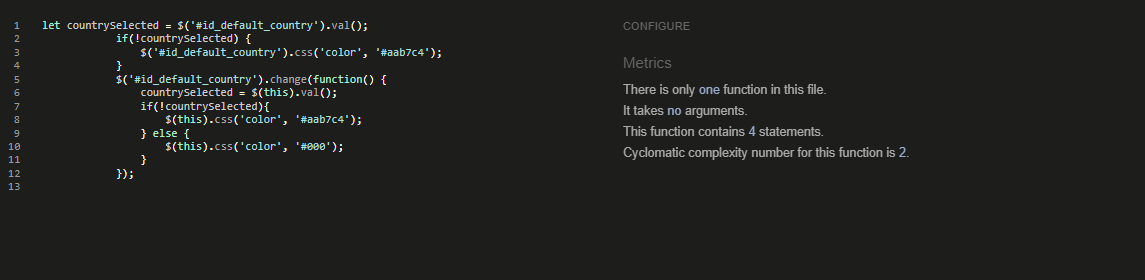 1 let countrySelected = $('#id_default_country').val();
2 if(!countrySelected) {
3 $('#id_default_country').css('color', '#aab7c4');
4 }
5 $('#id_default_country').change(function() {
6 countrySelected = $(this).val();
7 if(!countrySelected){
8 $(this).css('color', '#aab7c4');
9 } else {
10 $(this).css('color', '#000');
11 }
12 });
13
CONFIGURE
Metrics
There is only one function in this file.
It takes no arguments.
This function contains 4 statements.
Cyclomatic complexity number for this function is 2.